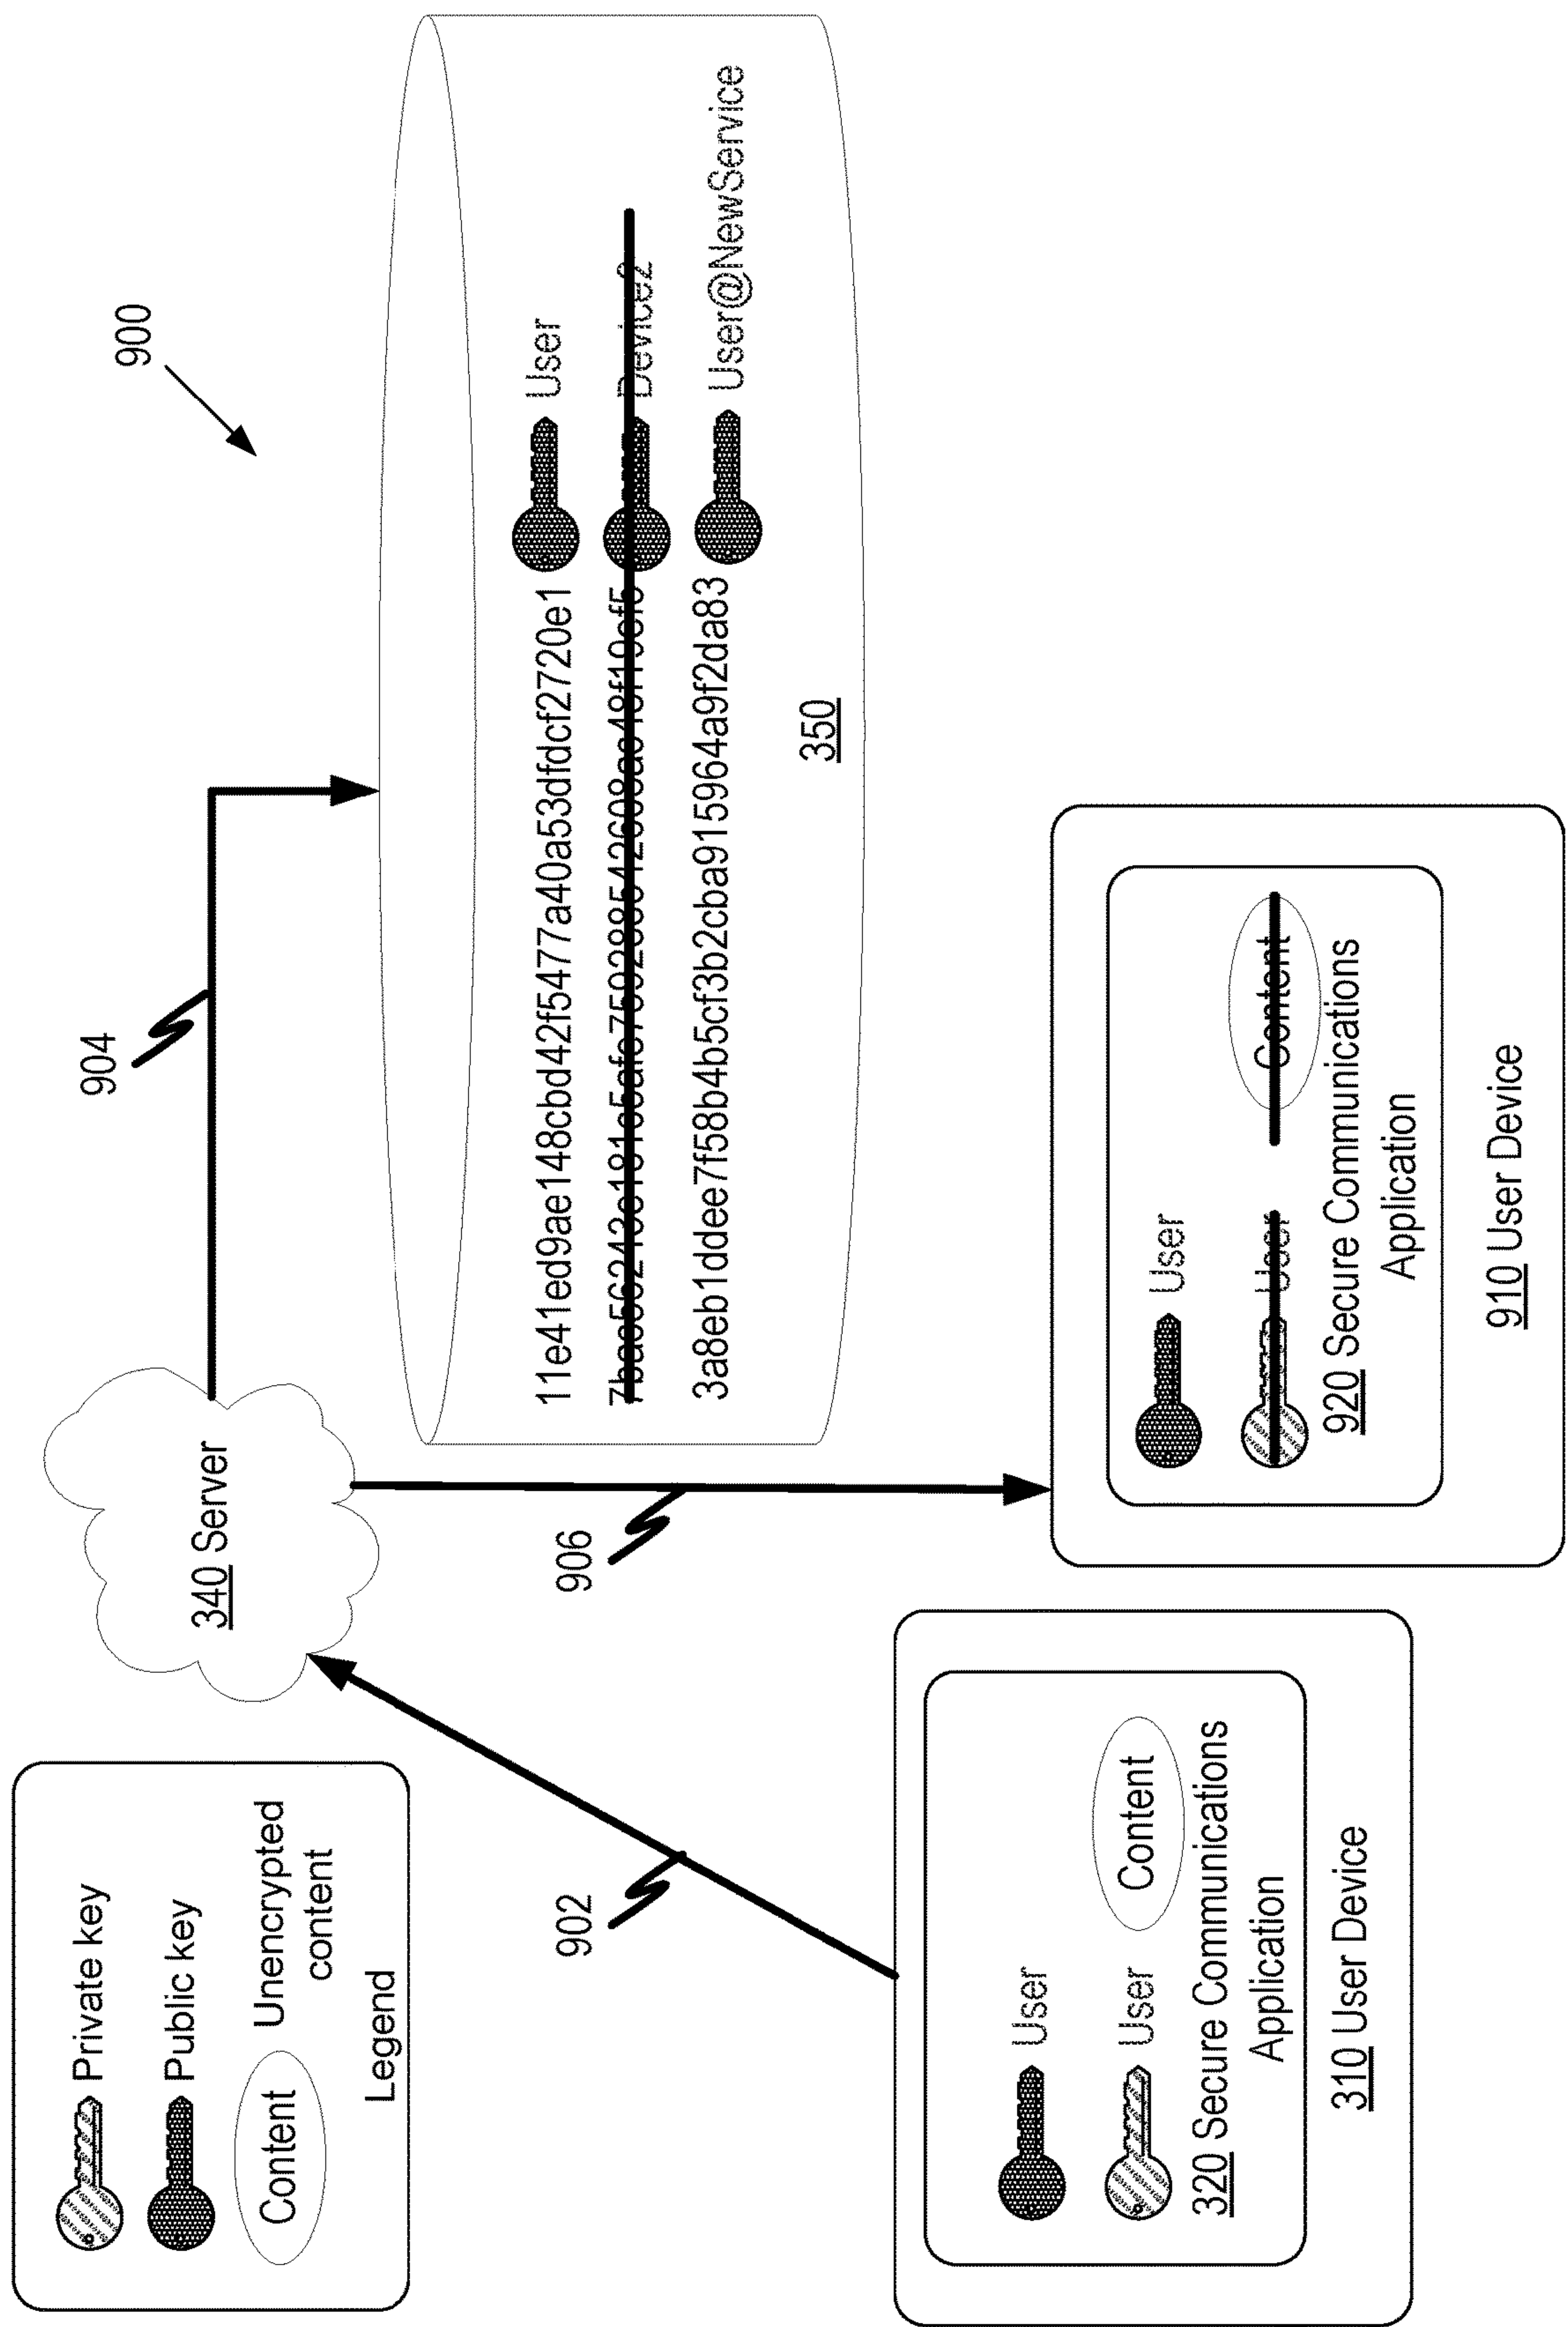 Private key
Public key
Content Unencrypted
content
Legend
340 Server
904
900
902
906
11e41ed9ae148cbd42f5477a40a53dfdcf2720e1 User
Device2
3a8eb1ddee7f58b4b5cf3b2cba915964a9f2da83 User@NewService
350
User
User Content
320 Secure Communications
Application
310 User Device
User
User Content
920 Secure Communications
Application
910 User Device